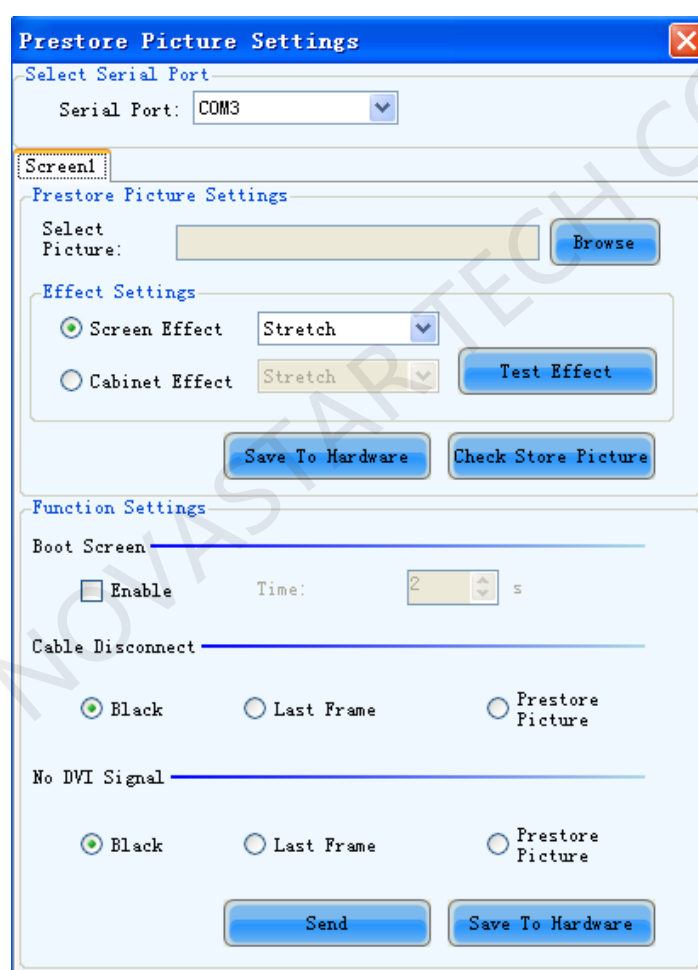 Prestore Picture Settings
Select Serial Port
Serial Port: COM3
Screen1
Prestore Picture Settings
Select
Picture:
Browse
Effect Settings
Screen Effect Stretch
Cabinet Effect Stretch
Test Effect
Save To Hardware Check Store Picture
Function Settings
Boot Screen
Enable Time: 2 s
Cable Disconnect
Black Last Frame Prestore
Picture
No DVI Signal
Black Last Frame Prestore
Picture
Send Save To Hardware
NOVASTAR TECH CO